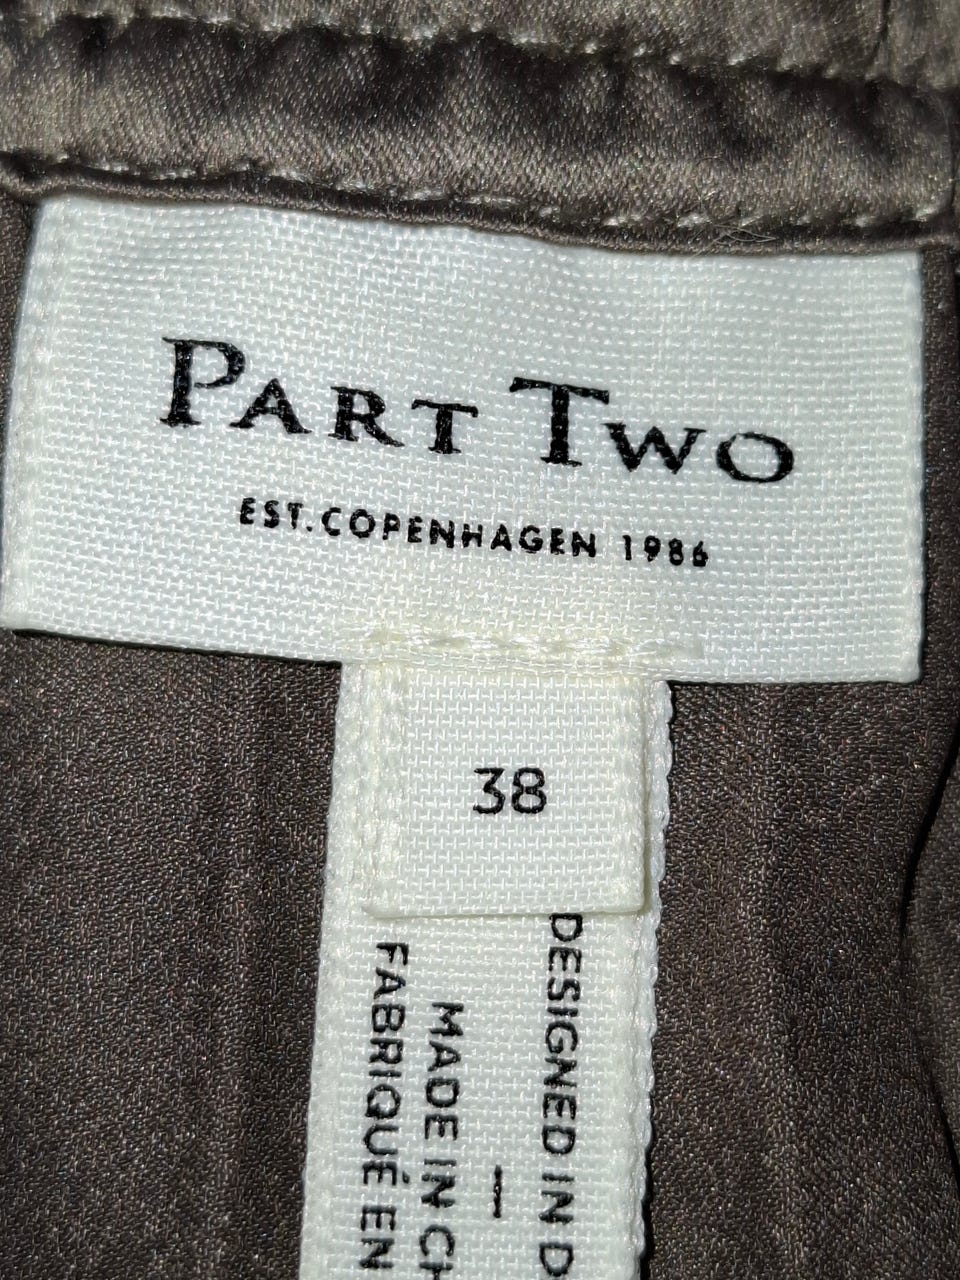 PART TWO
EST. COPENHAGEN 1986
38
DESIGNED IN D
—
MADE IN CH
FABRIQUÉ EN